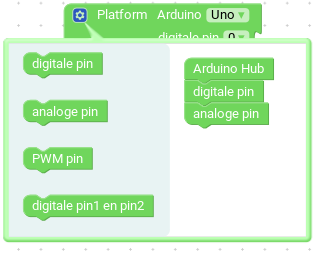 Platform Arduino Uno
digitale pin 0
digitale pin
analoge pin
PWM pin
digitale pin1 en pin2
Arduino Hub
digitale pin
analoge pin